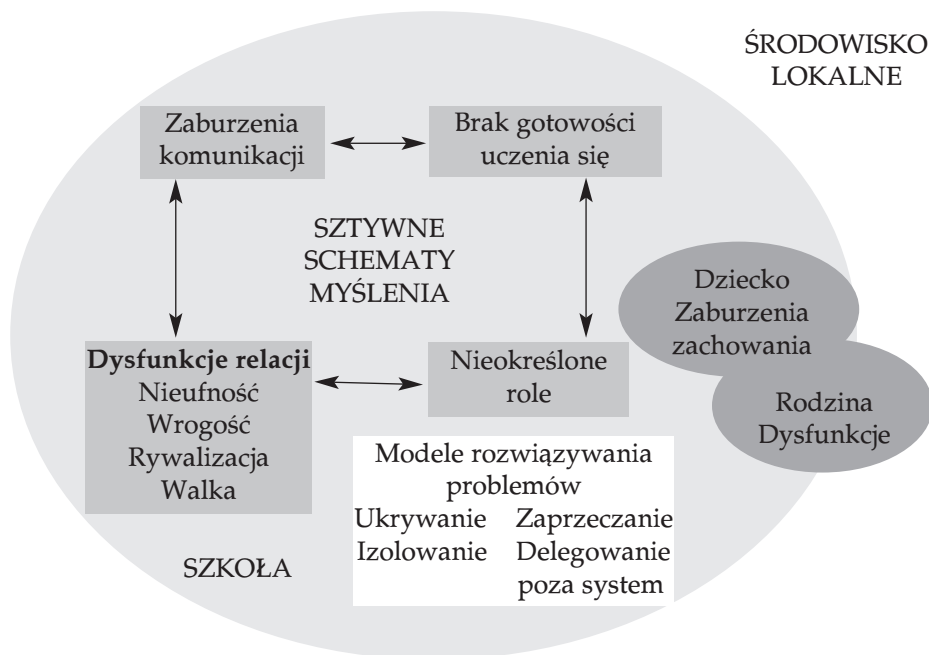 ŚRODOWISKO
LOKALNE
Zaburzenia
komunikacji
Brak gotowości
uczenia się
SZTYWNE
SCHEMATY
MYŚLENIA
Dziecko
Zaburzenia
zachowania
Dysfunkcje relacji
Nieufność
Wrogość
Rywalizacja
Walka
Nieokreślone
role
Rodzina
Dysfunkcje
Modele rozwiązywania
problemów
Ukrywanie Zaprzeczanie
Izolowanie Delegowanie
poza system
SZKOŁA